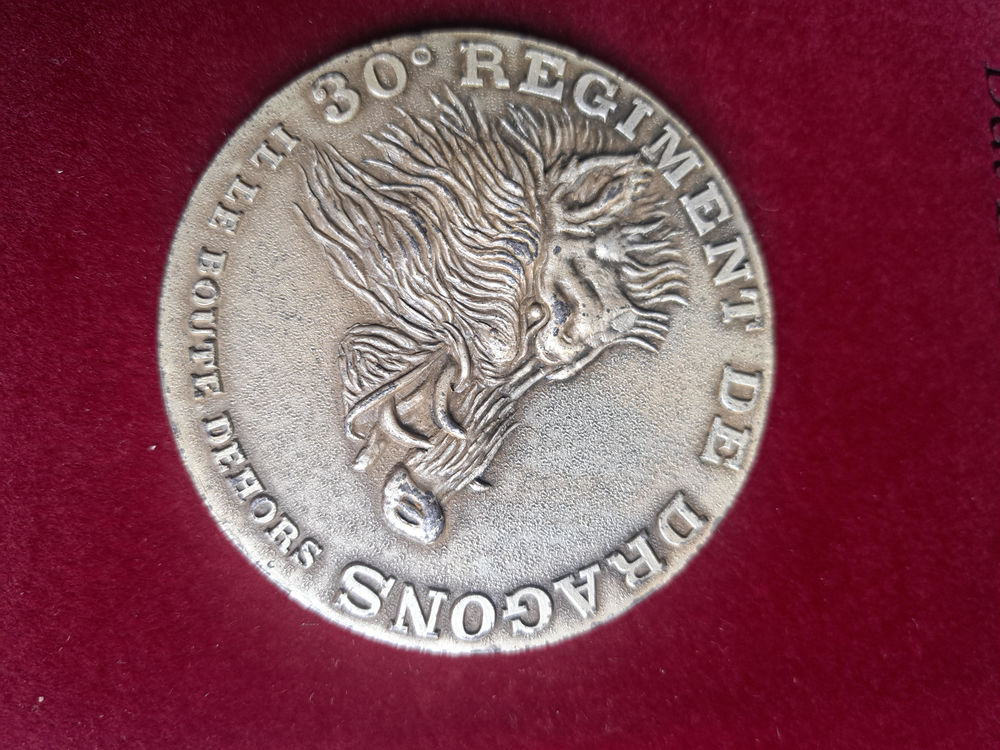 30° REGIMENT DE DRAGONS
IL LE BOUTE DEHORS